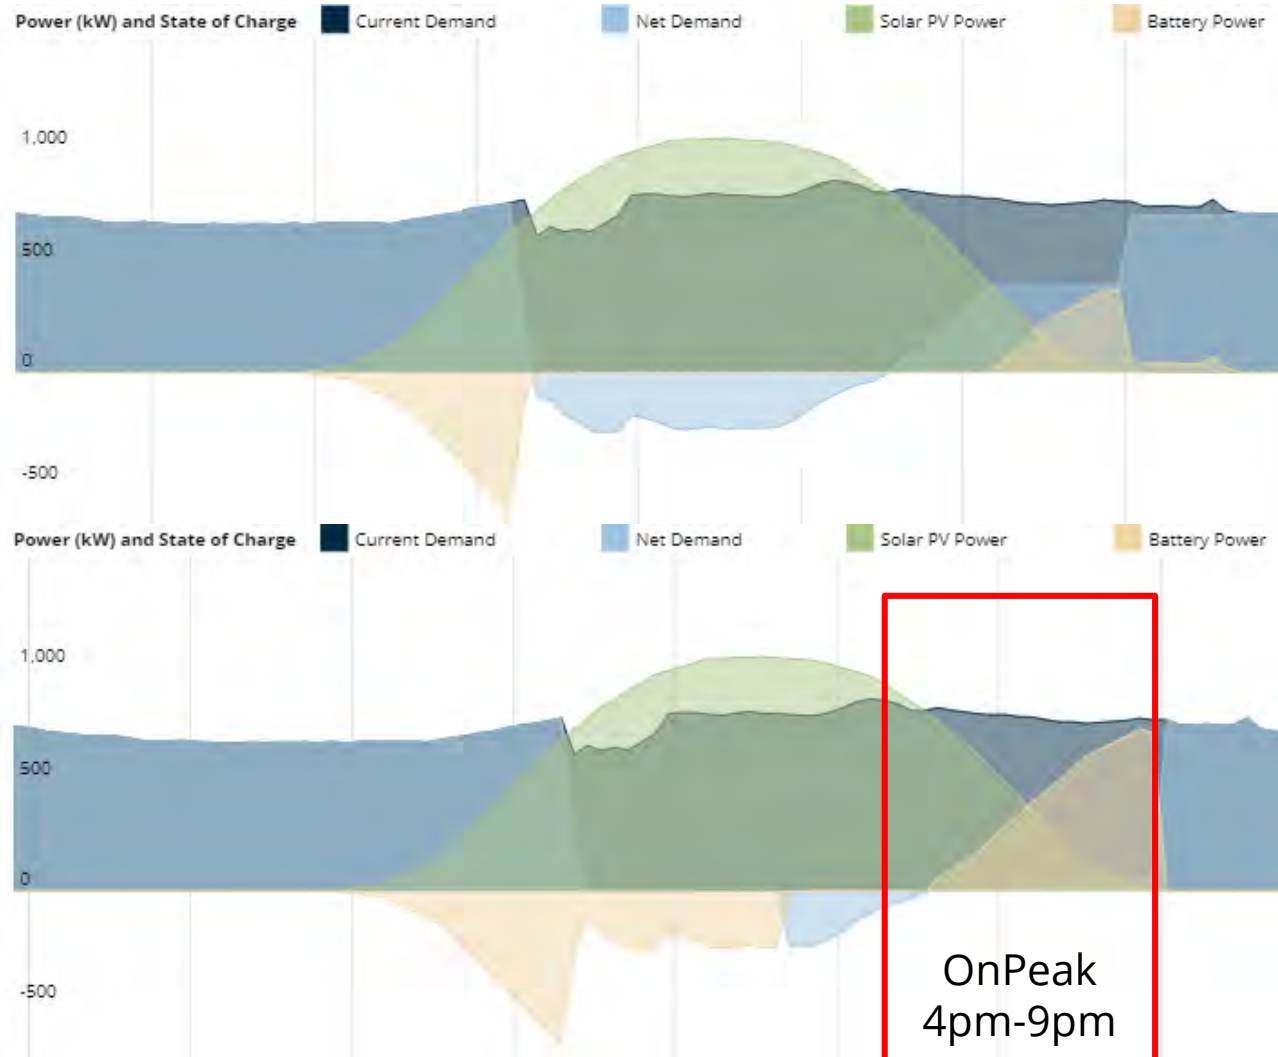 Power (kW) and State of Charge Current Demand Net Demand Solar PV Power Battery Power
1,000
500
0
-500
Power (kW) and State of Charge Current Demand Net Demand Solar PV Power Battery Power
1,000
500
0
-500
OnPeak
4pm-9pm